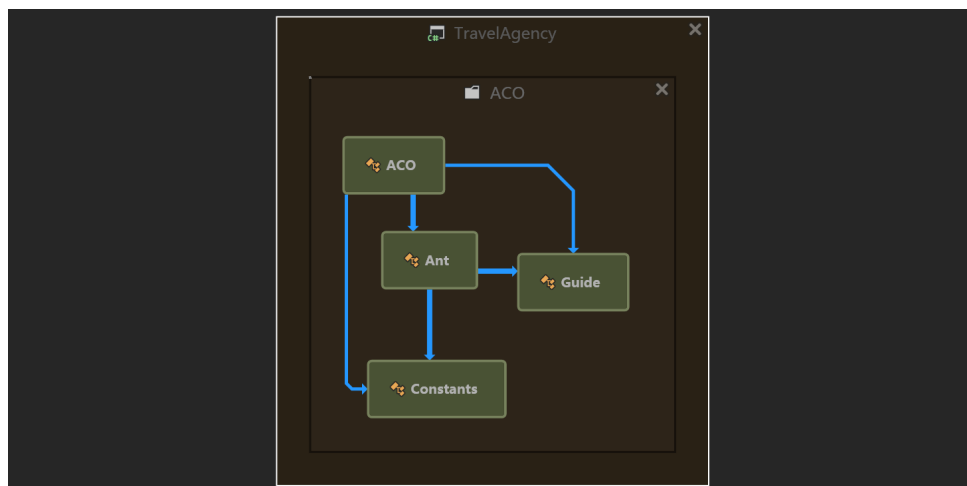 C# TravelAgency
ACO
ACO
Ant
Guide
Constants